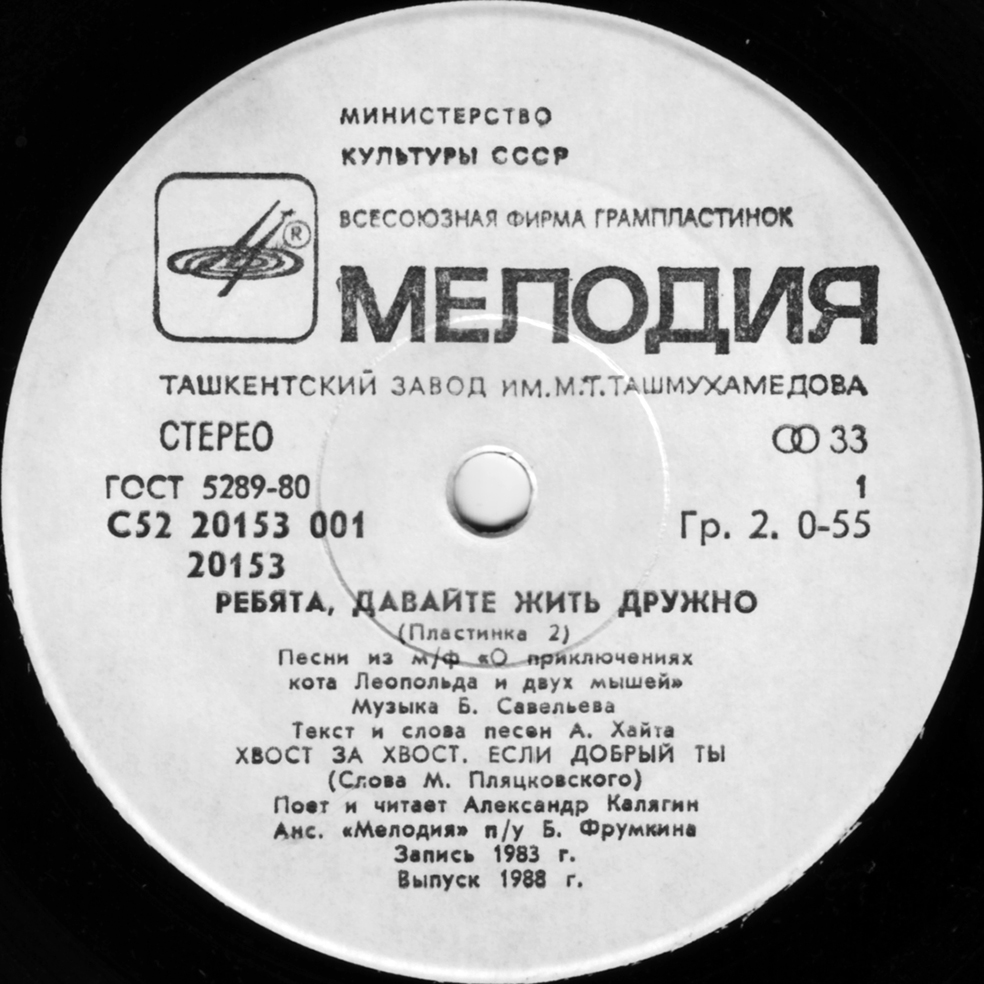 МИНИСТЕРСТВО
КУЛЬТУРЫ СССР
ВСЕСОЮЗНАЯ ФИРМА ГРАМПЛАСТИНОК
®
МЕЛОДИЯ
ТАШКЕНТСКИЙ ЗАВОД ИМ.М.Т.ТАШМУХАМЕДОВА
СТЕРЕО
33
ГОСТ 5289-80
1
С52 20153 001
Гр. 2. 0-55
20153
РЕБЯТА, ДАВАЙТЕ ЖИТЬ ДРУЖНО
(Пластинка 2)
Песни из м/ф «О приключениях
кота Леопольда и двух мышей»
Музыка Б. Савельева
Текст и слова песен А. Хайта
ХВОСТ ЗА ХВОСТ. ЕСЛИ ДОБРЫЙ ТЫ
(Слова М. Пляцковского)
Поет и читает Александр Калягин
Анс. «Мелодия» п/у Б. Фрумкина
Запись 1983 г.
Выпуск 1988 г.